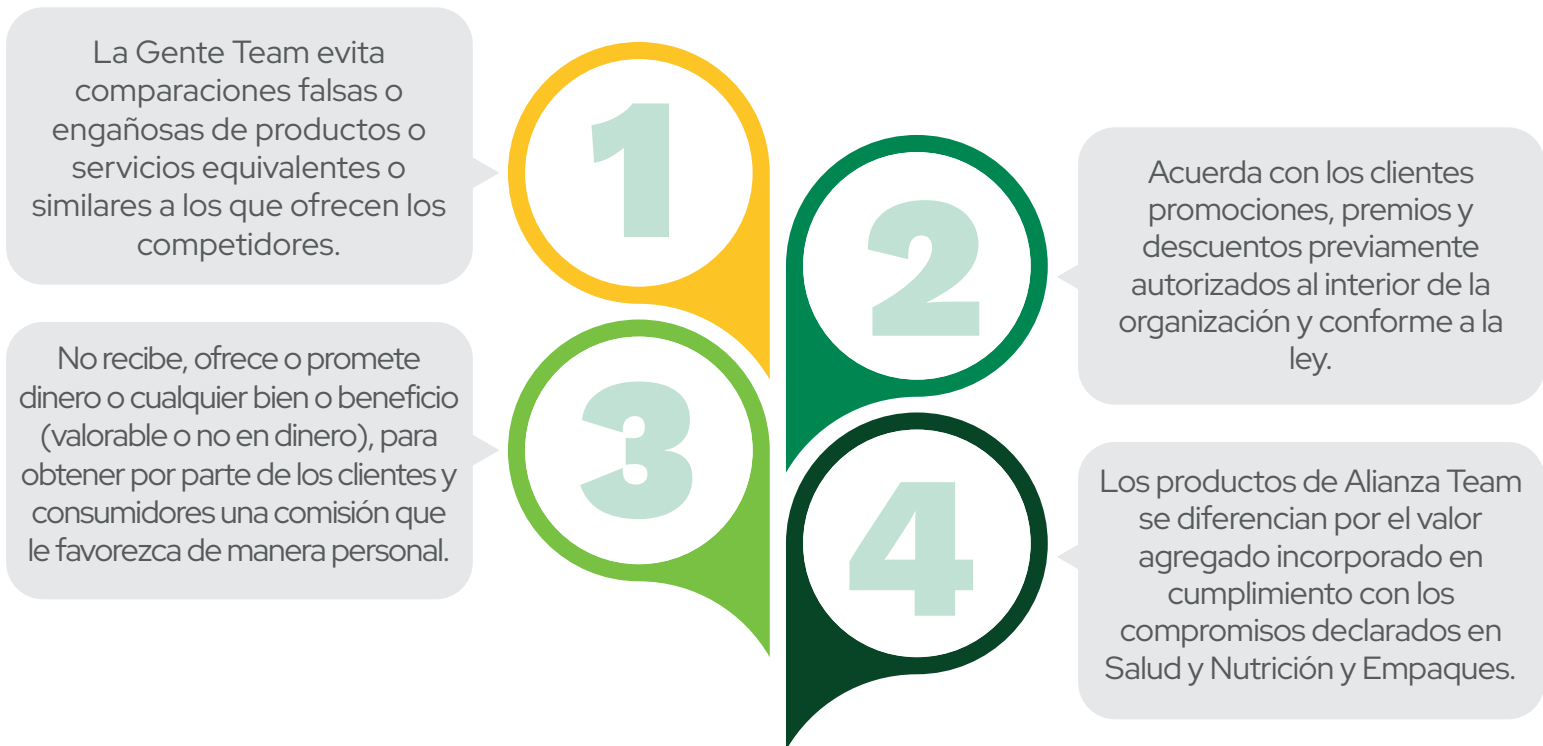 La Gente Team evita
comparaciones falsas o
engañosas de productos o
servicios equivalentes o
similares a los que ofrecen los
competidores.
1
2
Acuerda con los clientes
promociones, premios y
descuentos previamente
autorizados al interior de la
organización y conforme a la
ley.
No recibe, ofrece o promete
dinero o cualquier bien o beneficio
(valorable o no en dinero), para
obtener por parte de los clientes y
consumidores una comisión que
le favorezca de manera personal.
3
4
Los productos de Alianza Team
se diferencian por el valor
agregado incorporado en
cumplimiento con los
compromisos declarados en
Salud y Nutrición y Empaques.